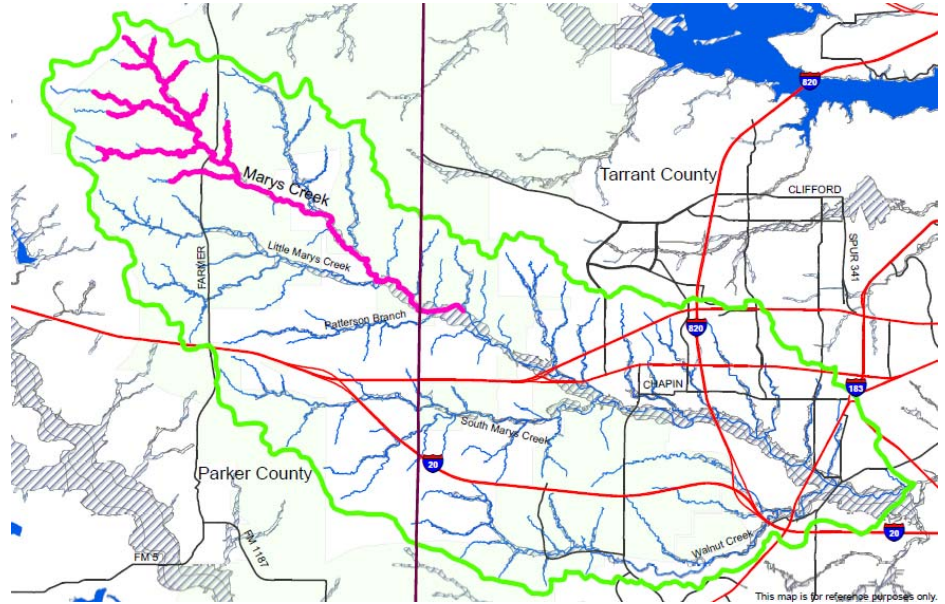 820
Tarrant County
CLIFFORD
Marys Creek
SPUR 341
Little Marys Creek
FARMER
Patterson Branch
820
CHAPIN
183
South Marys Creek
20
Parker County
Walnut Creek
20
FM 5
FM 1187
This map is for reference purposes only.